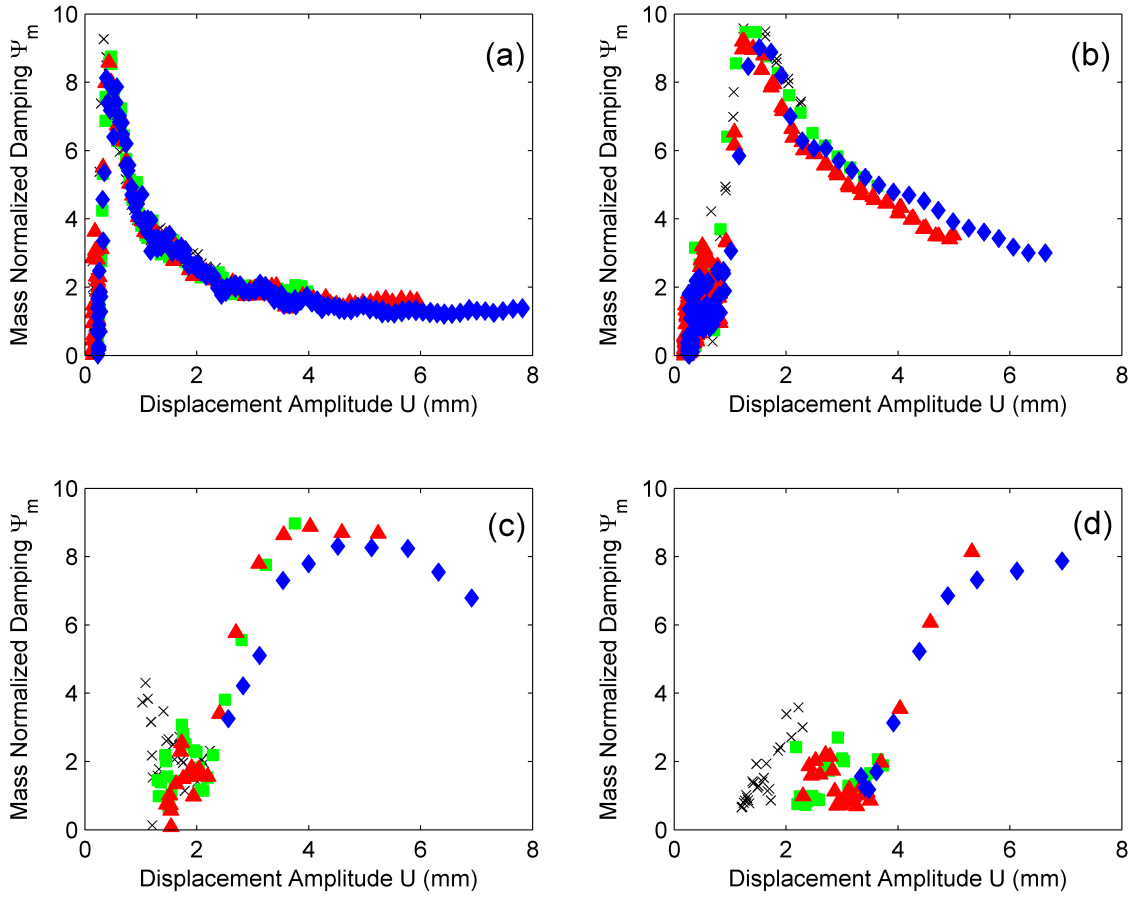 (a)
Mass Normalized Damping Ψm
10
8
6
4
2
0
0 2 4 6 8
Displacement Amplitude U (mm)
(b)
Mass Normalized Damping Ψm
10
8
6
4
2
0
0 2 4 6 8
Displacement Amplitude U (mm)
(c)
Mass Normalized Damping Ψm
10
8
6
4
2
0
0 2 4 6 8
Displacement Amplitude U (mm)
(d)
Mass Normalized Damping Ψm
10
8
6
4
2
0
0 2 4 6 8
Displacement Amplitude U (mm)